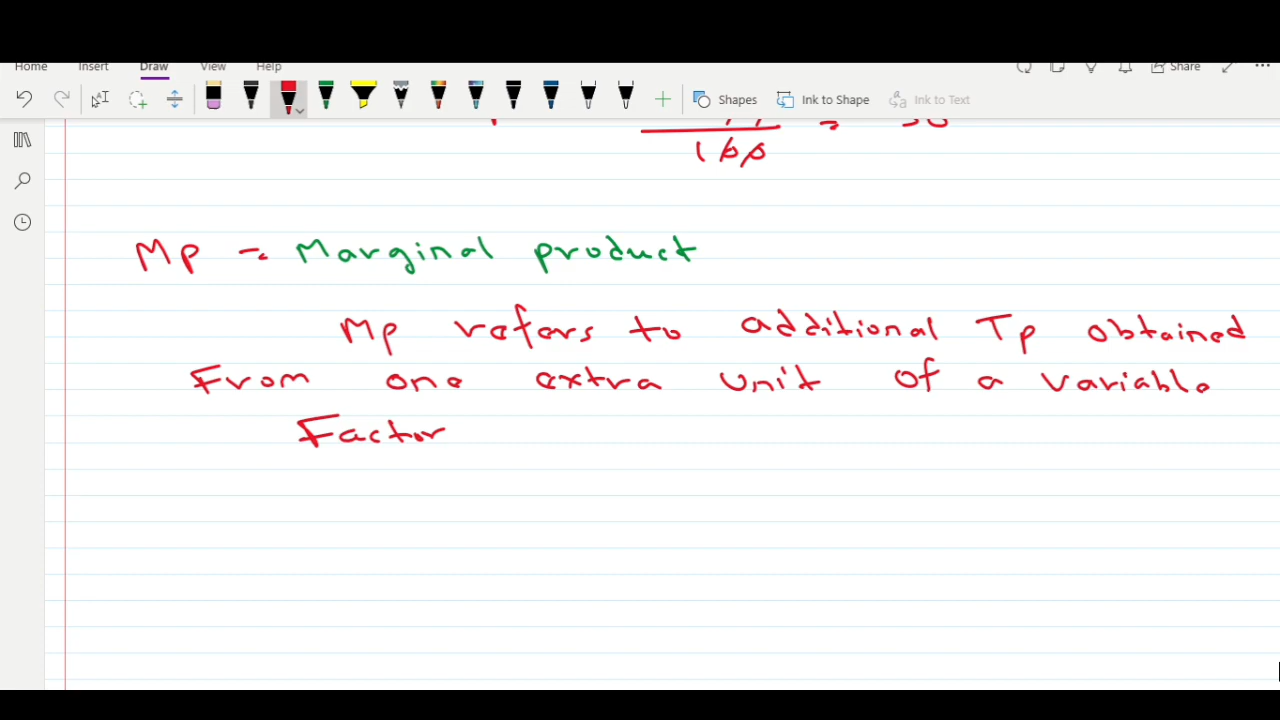 Home Insert Draw View Help Share
Shapes Ink to Shape Ink to Text
100
Mp = Marginal product
Mp refers to additional Tp obtained
From one extra unit of a variable
Factor